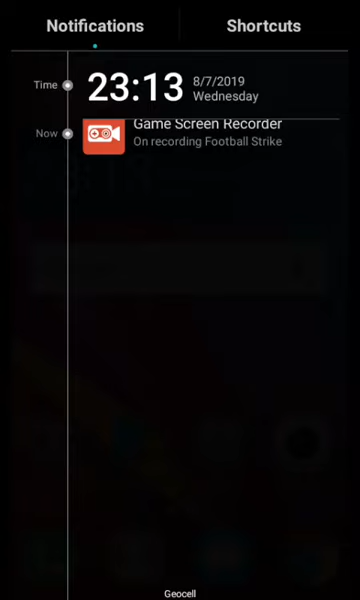 Notifications Shortcuts
Time 23:13 8/7/2019
Wednesday
Game Screen Recorder
Now On recording Football Strike
Geocell